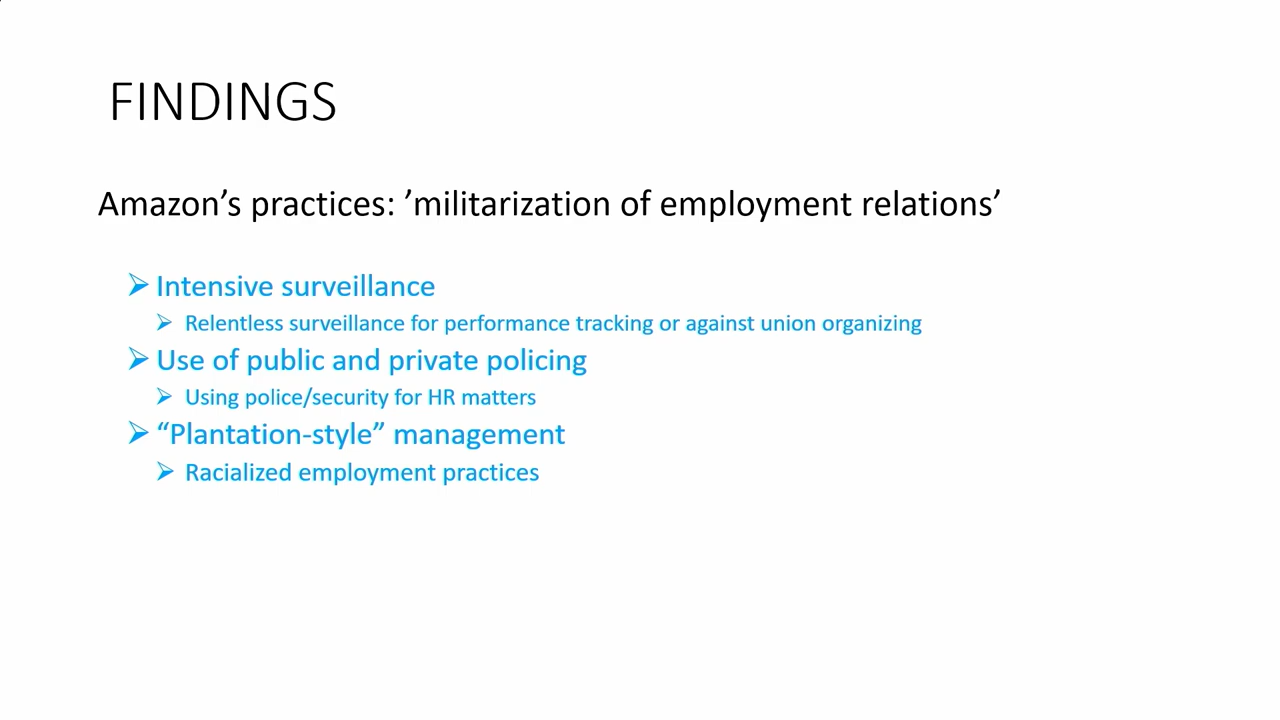 FINDINGS
Amazon’s practices: ’militarization of employment relations’
Intensive surveillance
Relentless surveillance for performance tracking or against union organizing
Use of public and private policing
Using police/security for HR matters
“Plantation-style” management
Racialized employment practices